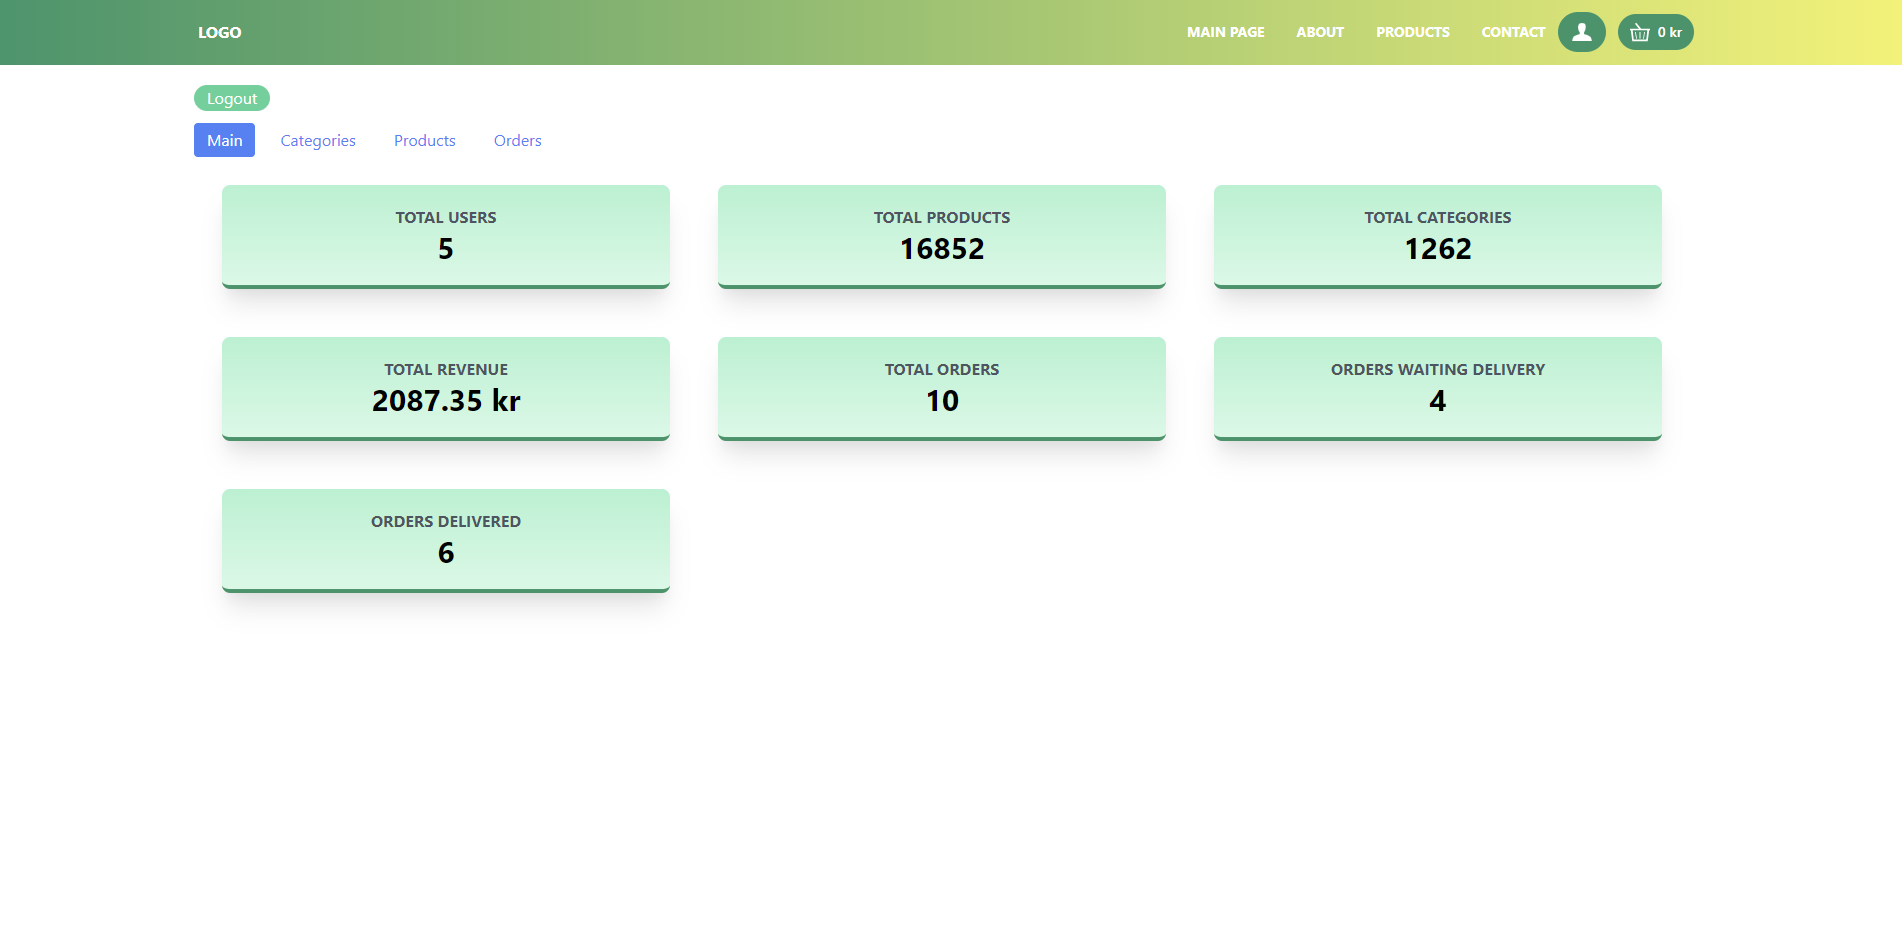 LOGO
MAIN PAGE ABOUT PRODUCTS CONTACT 0 kr
Logout
Main Categories Products Orders
TOTAL USERS
5
TOTAL PRODUCTS
16852
TOTAL CATEGORIES
1262
TOTAL REVENUE
2087.35 kr
TOTAL ORDERS
10
ORDERS WAITING DELIVERY
4
ORDERS DELIVERED
6